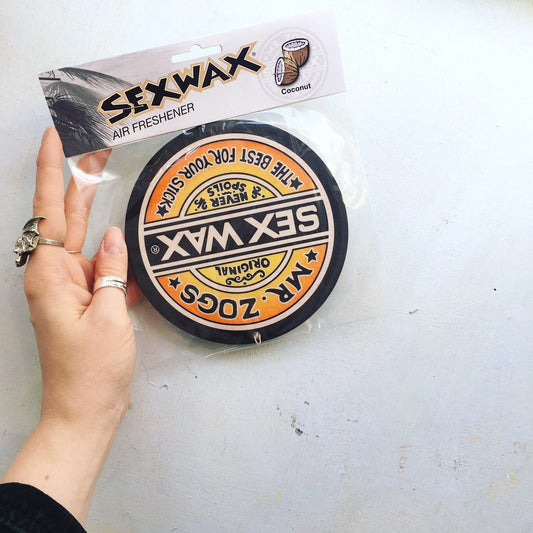 SEXWAX®
Coconut
AIR FRESHENER
MR. ZOGS
ORIGINAL
SEX WAX®
NEVER SPOILS
THE BEST FOR YOUR STICK